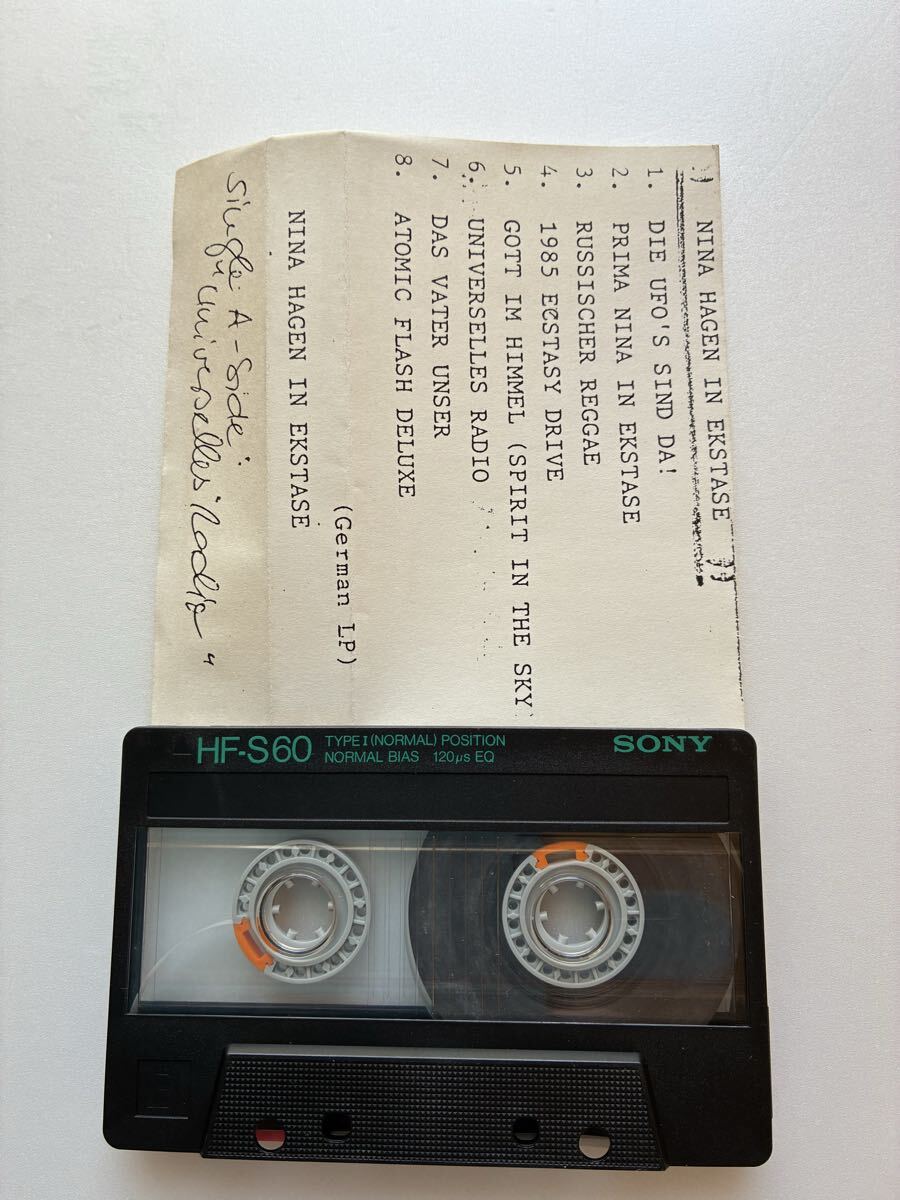 " NINA HAGEN IN EKSTASE "
1. DIE UFO'S SIND DA!
2. PRIMA NINA IN EKSTASE
3. RUSSISCHER REGGAE
4. 1985 EcSTASY DRIVE
5. GOTT IM HIMMEL (SPIRIT IN THE SKY
6. UNIVERSELLES RADIO
7. DAS VATER UNSER
8. ATOMIC FLASH DELUXE
(German LP)
NINA HAGEN IN EKSTASE
Single A-Side:
"Universelles Radio"
HF-S60 TYPE I (NORMAL) POSITION
NORMAL BIAS 120µs EQ
SONY
B